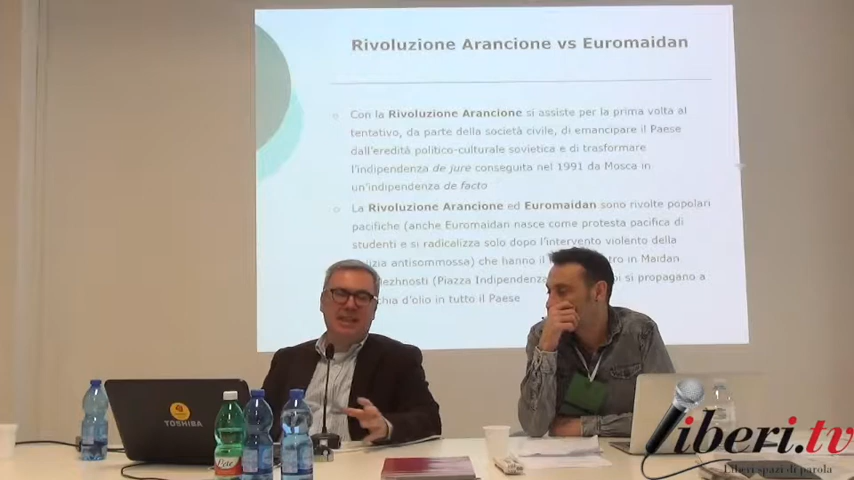 Rivoluzione Arancione vs Euromaidan
Con la Rivoluzione Arancione si assiste per la prima volta al
tentativo, da parte della società civile, di emancipare il Paese
dall'eredità politico-culturale sovietica e di trasformare
l'indipendenza de jure conseguita nel 1991 da Mosca in
un'indipendenza de facto
La Rivoluzione Arancione ed Euromaidan sono rivolte popolari
pacifiche (anche Euromaidan nasce come protesta pacifica di
studenti e si radicalizza solo dopo l'intervento violento della
antisommossa) che hanno il in Maidan
(Piazza si propagano a
d'olio in tutto il Paese
TOSHIBA
liberi.tv
Liberi spazi di parola